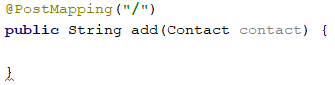 @PostMapping("/")
public String add(Contact contact) {
}